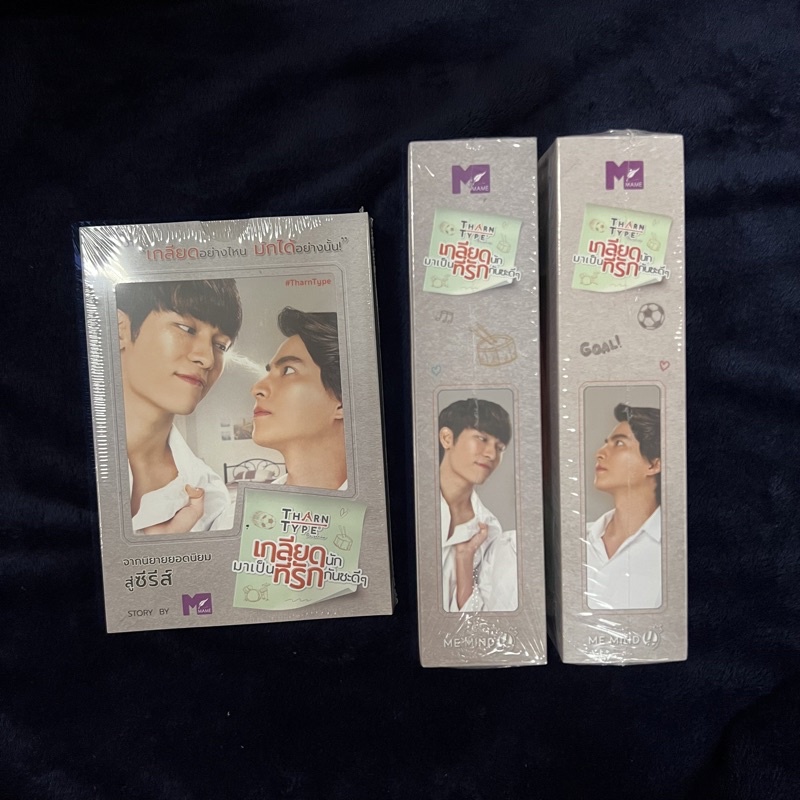 "เกลียดอย่างไหน มักได้อย่างนั้น!"
#TharnType
THARN
TYPE
เกลียดนัก
มาเป็นที่รักกันซะดีๆ
จากนิยายยอดนิยม
สู่ซีรีส์
STORY BY MAME
MAME
THARN
TYPE
เกลียดนัก
มาเป็นที่รักกันซะดีๆ
ME MIND Y
MAME
THARN
TYPE
เกลียดนัก
มาเป็นที่รักกันซะดีๆ
GOAL!
ME MIND Y